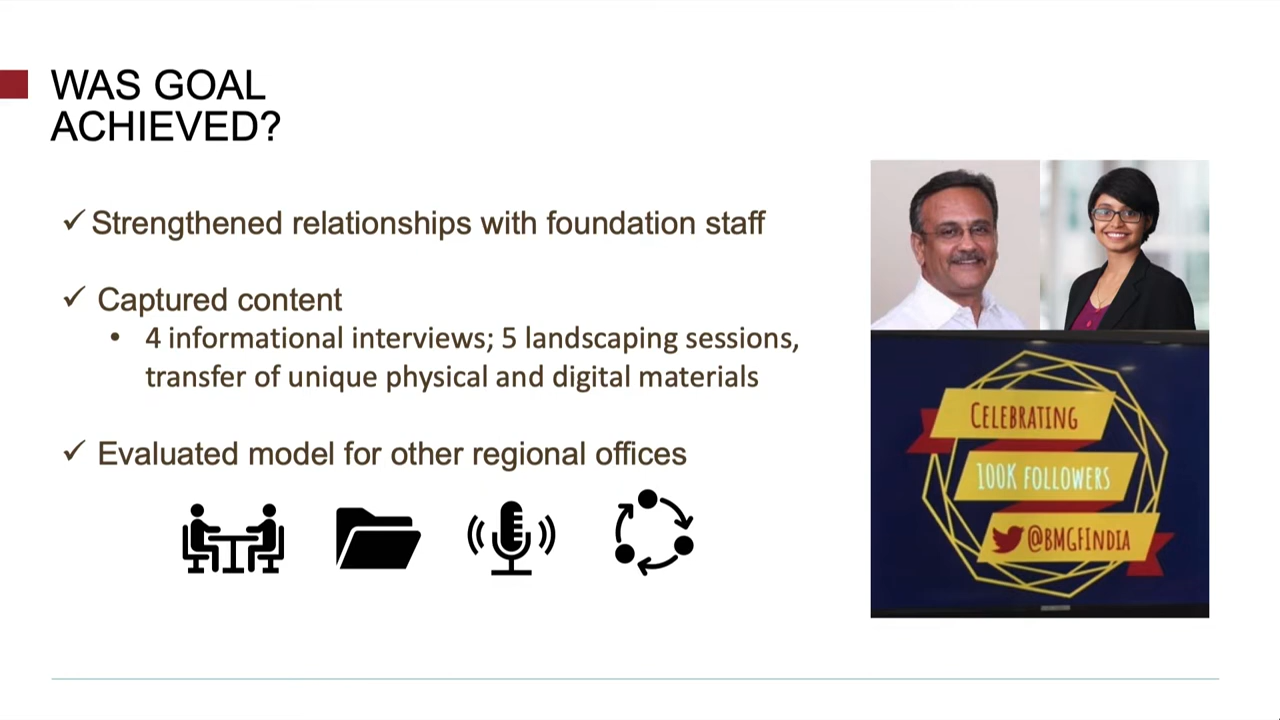 WAS GOAL
ACHIEVED?
✓ Strengthened relationships with foundation staff
✓ Captured content
• 4 informational interviews; 5 landscaping sessions,
transfer of unique physical and digital materials
✓ Evaluated model for other regional offices
CELEBRATING
100K FOLLOWERS
@BMGFINDIA